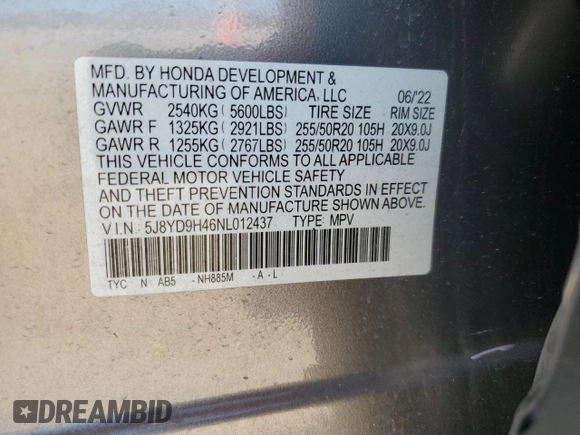 MFD. BY HONDA DEVELOPMENT &
MANUFACTURING OF AMERICA, LLC 06/'22
GVWR 2540KG ( 5600LBS) TIRE SIZE RIM SIZE
GAWR F 1325KG ( 2921LBS) 255/50R20 105H 20X9.0J
GAWR R 1255KG ( 2767LBS) 255/50R20 105H 20X9.0J
THIS VEHICLE CONFORMS TO ALL APPLICABLE
FEDERAL MOTOR VEHICLE SAFETY
AND THEFT PREVENTION STANDARDS IN EFFECT
ON THE DATE OF MANUFACTURE SHOWN ABOVE.
V.I.N.: 5J8YD9H46NL012437 TYPE: MPV
TYC N AB5 -NH885M -A-L
DREAMBID